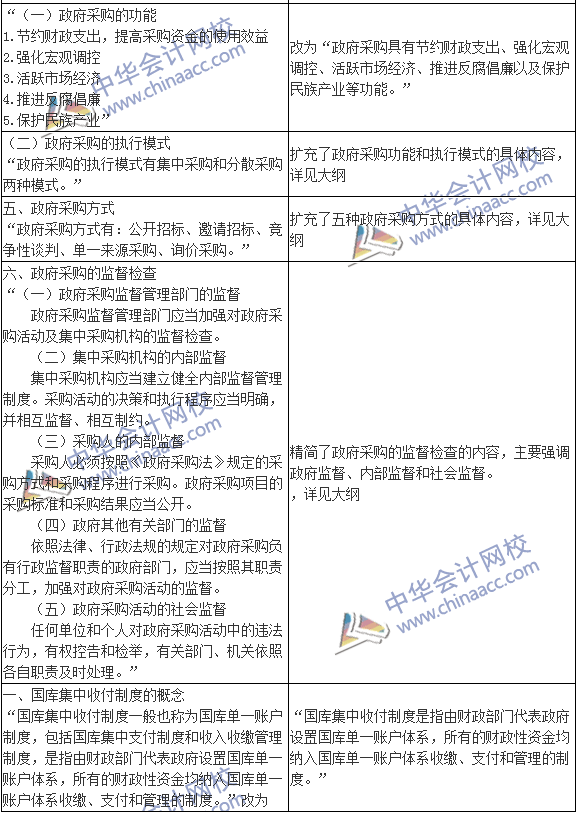 “（一）政府采购的功能
1.节约财政支出，提高采购资金的使用效益
2.强化宏观调控
3.活跃市场经济
4.推进反腐倡廉
5.保护民族产业”
改为“政府采购具有节约财政支出、强化宏观
调控、活跃市场经济、推进反腐倡廉以及保护
民族产业等功能。”
（二）政府采购的执行模式
“政府采购的执行模式有集中采购和分散采购
两种模式。”
扩充了政府采购功能和执行模式的具体内容，
详见大纲
五、政府采购方式
“政府采购方式有：公开招标、邀请招标、竞
争性谈判、单一来源采购、询价采购。”
扩充了五种政府采购方式的具体内容，详见大
纲
六、政府采购的监督检查
“（一）政府采购监督管理部门的监督
政府采购监督管理部门应当加强对政府采
购活动及集中采购机构的监督检查。
（二）集中采购机构的内部监督
集中采购机构应当建立健全内部监督管理
制度。采购活动的决策和执行程序应当明确，
并相互监督、相互制约。
（三）采购人的内部监督
采购人必须按照《政府采购法》规定的采
购方式和采购程序进行采购。政府采购项目的
采购标准和采购结果应当公开。
（四）政府其他有关部门的监督
依照法律、行政法规的规定对政府采购负
有行政监督职责的政府部门，应当按照其职责
分工，加强对政府采购活动的监督。
（五）政府采购活动的社会监督
任何单位和个人对政府采购活动中的违法
行为，有权控告和检举，有关部门、机关依照
各自职责及时处理。”
精简了政府采购的监督检查的内容，主要强调
政府监督、内部监督和社会监督。
，详见大纲
一、国库集中收付制度的概念
“国库集中收付制度一般也称为国库单一账户
制度，包括国库集中支付制度和收入收缴管理
制度，是指由财政部门代表政府设置国库单一
账户体系，所有的财政性资金均纳入国库单一
账户体系收缴、支付和管理的制度。”改为
“国库集中收付制度是指由财政部门代表政府
设置国库单一账户体系，所有的财政性资金均
纳入国库单一账户体系收缴、支付和管理的制
度。”
中华会计网校
www.chinaacc.com
中华会计网校
www.chinaacc.com
中华会计网校
www.chinaacc.com
中华会计网校
www.chinaacc.com